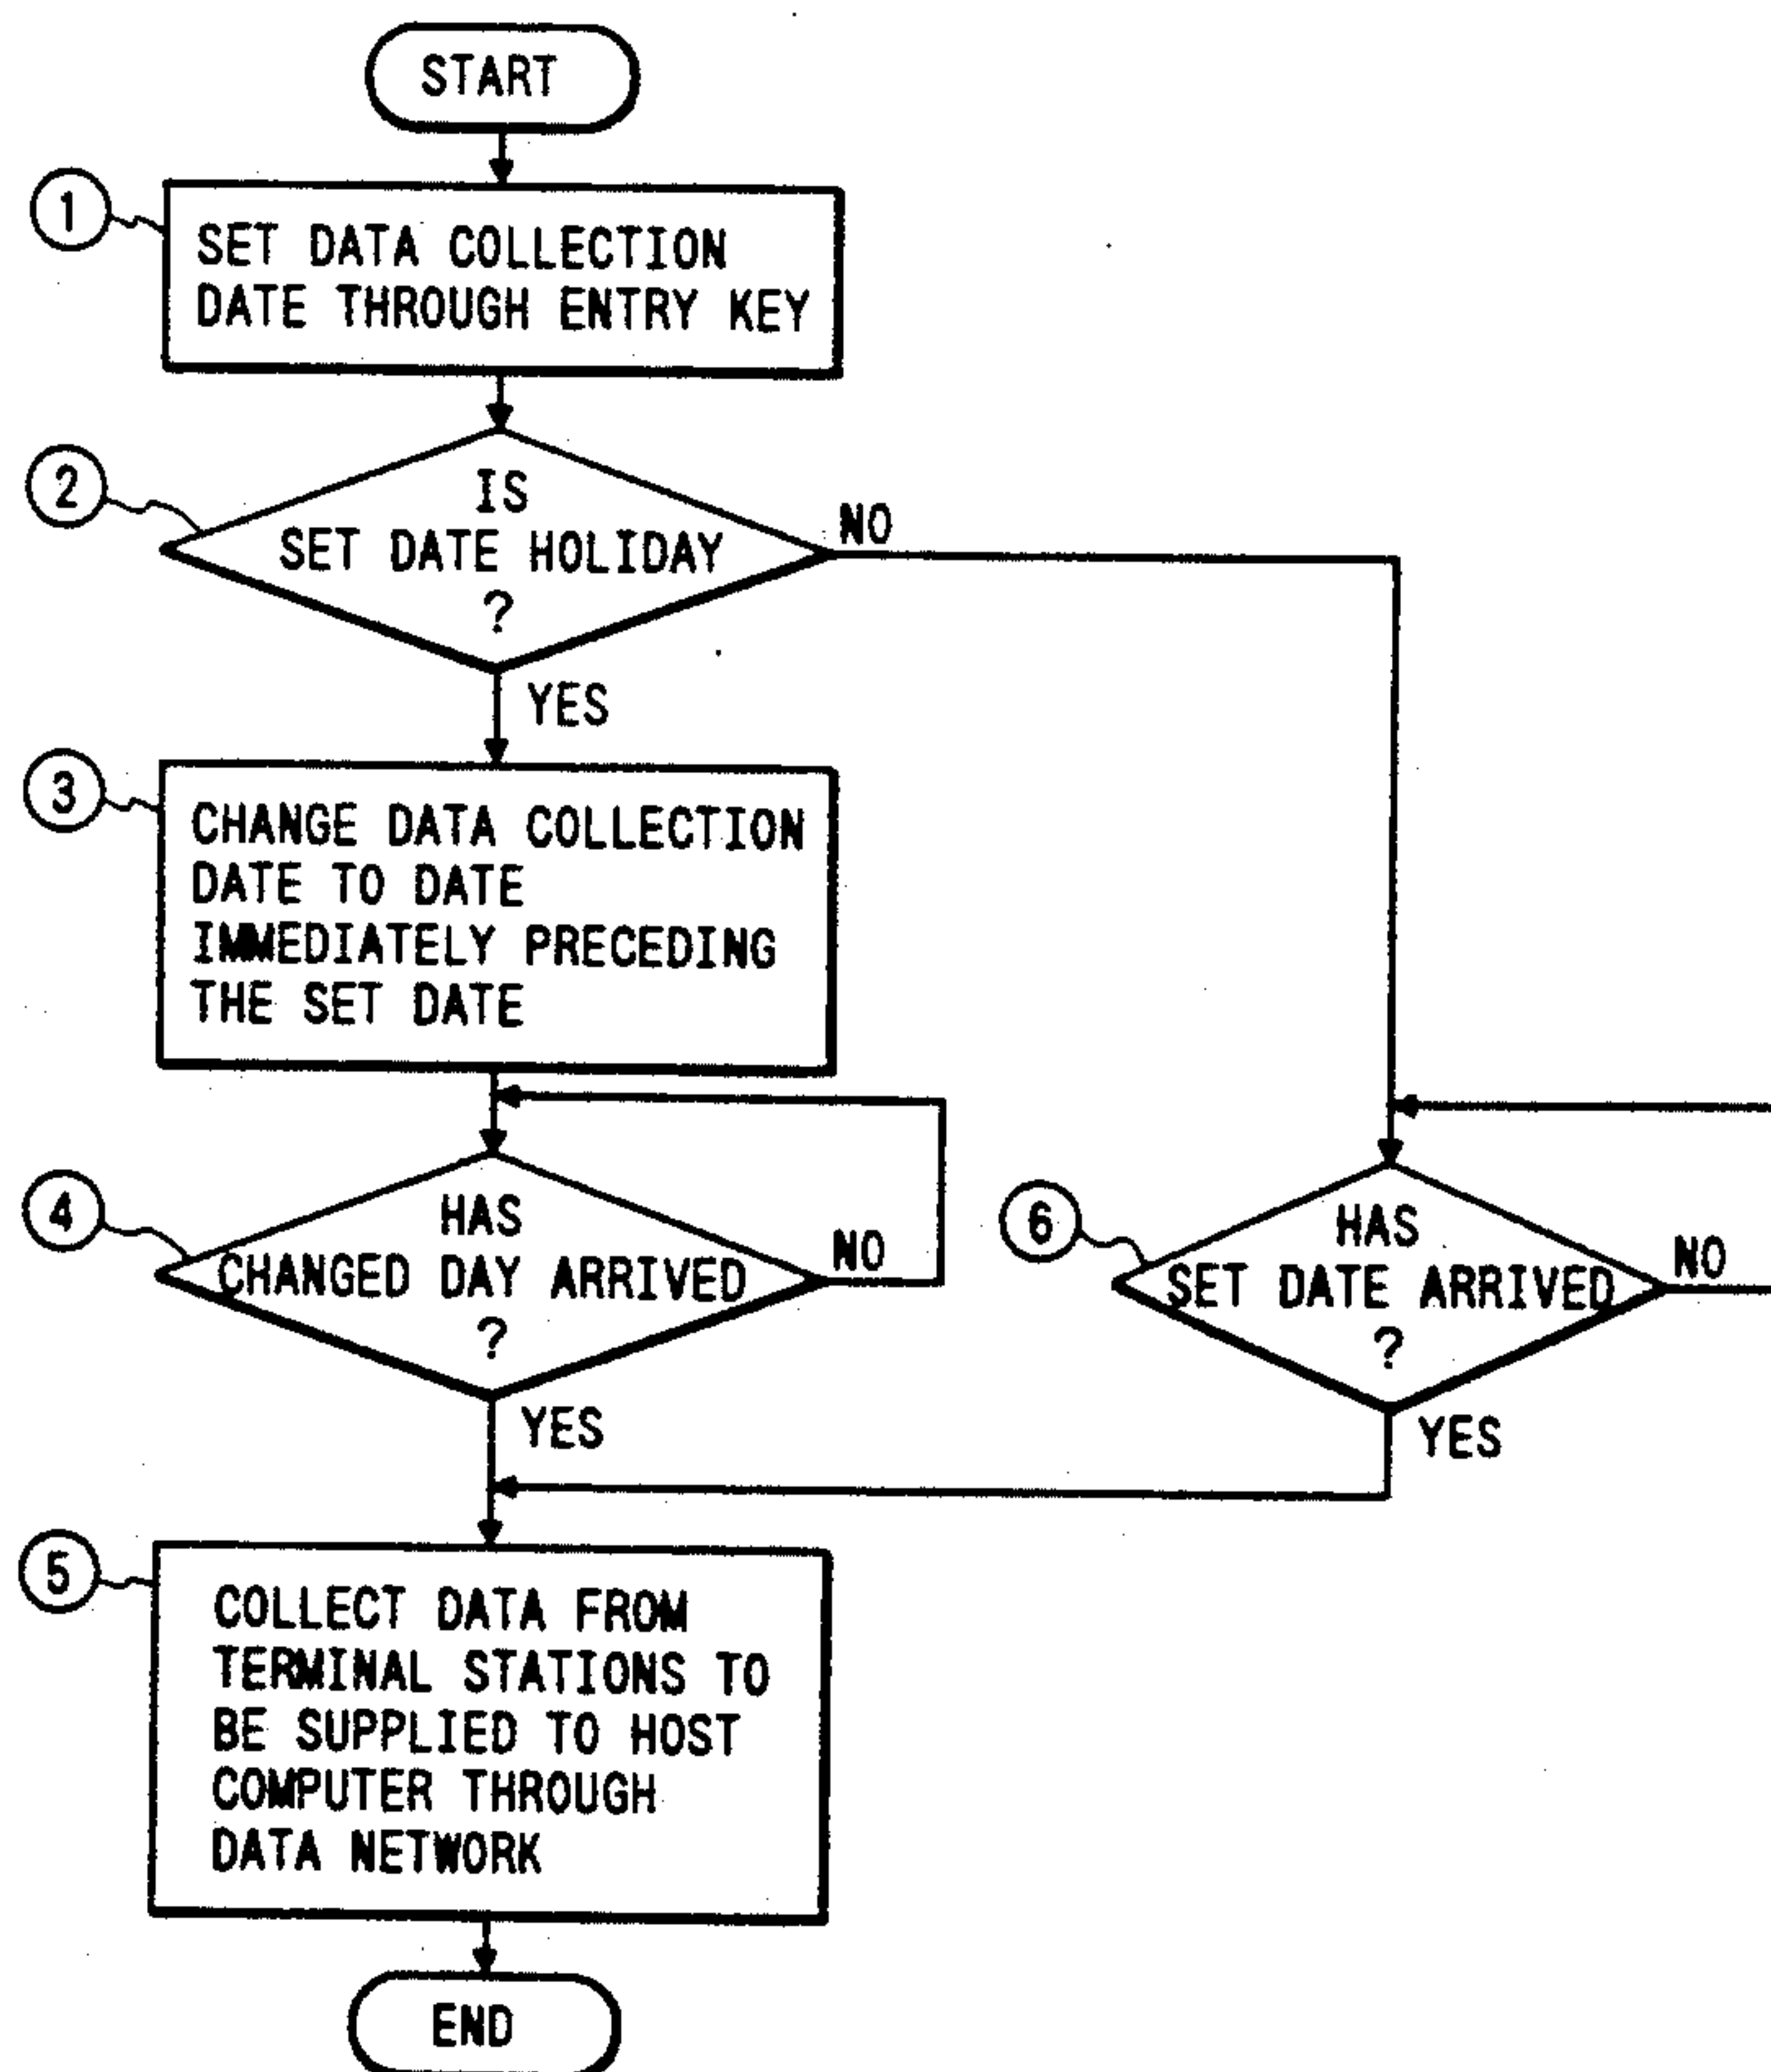 START
1
SET DATA COLLECTION
DATE THROUGH ENTRY KEY
2
IS
SET DATE HOLIDAY
?
NO
YES
3
CHANGE DATA COLLECTION
DATE TO DATE
IMMEDIATELY PRECEDING
THE SET DATE
4
HAS
CHANGED DAY ARRIVED
?
NO
YES
6
HAS
SET DATE ARRIVED
?
NO
YES
5
COLLECT DATA FROM
TERMINAL STATIONS TO
BE SUPPLIED TO HOST
COMPUTER THROUGH
DATA NETWORK
END